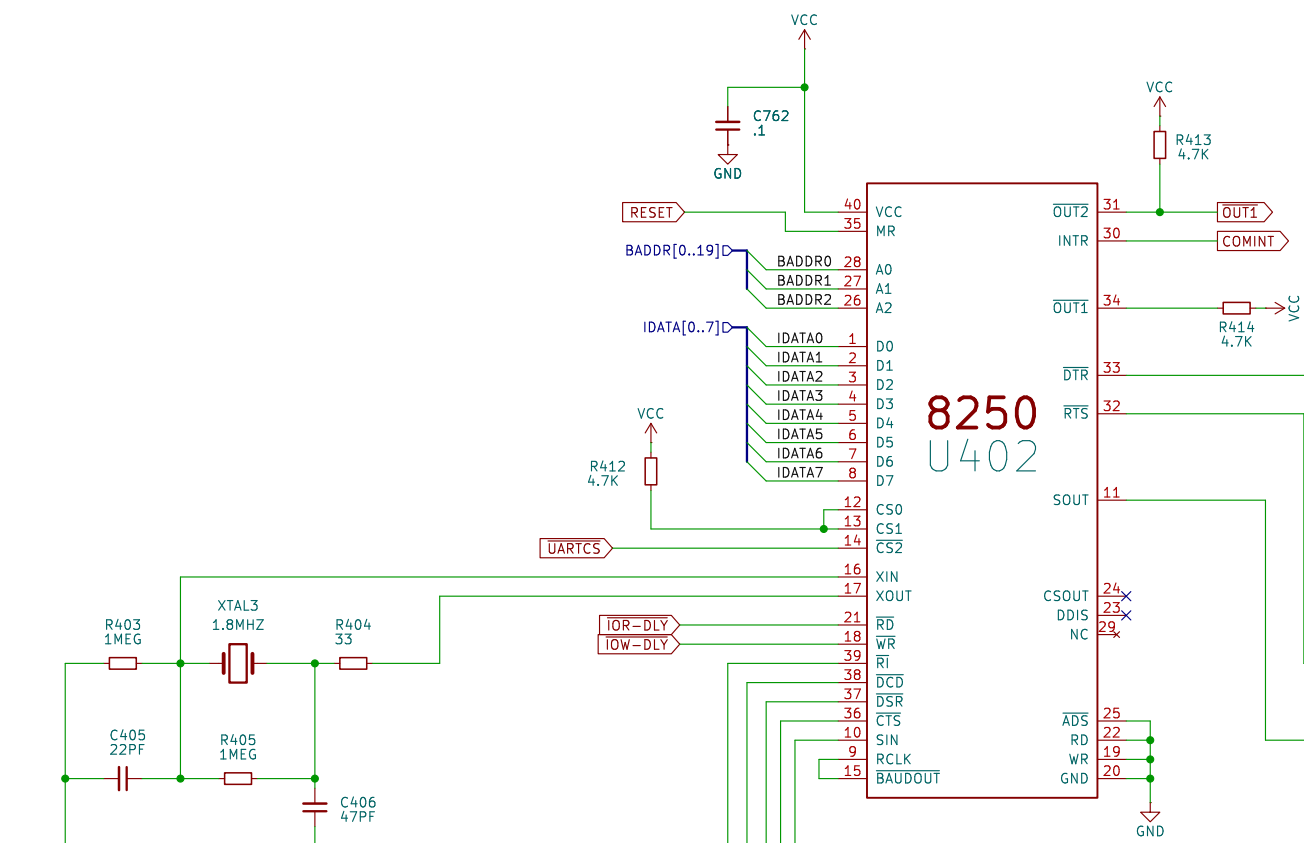 VCC
C762
.1
GND
VCC
R413
4.7K
RESET
40 VCC
35 MR
OUT2 31
OUT1
INTR 30
COMINT
BADDR[0..19]
BADDR0 28 A0
BADDR1 27 A1
BADDR2 26 A2
OUT1 34
R414
4.7K
VCC
IDATA[0..7]
IDATA0 1 D0
IDATA1 2 D1
IDATA2 3 D2
IDATA3 4 D3
IDATA4 5 D4
IDATA5 6 D5
IDATA6 7 D6
IDATA7 8 D7
DTR 33
RTS 32
8250
U402
VCC
R412
4.7K
12 CS0
13 CS1
UARTCS
14 CS2
SOUT 11
16 XIN
17 XOUT
IOR-DLY
21 RD
IOW-DLY
18 WR
39 RI
38 DCD
37 DSR
36 CTS
10 SIN
9 RCLK
15 BAUDOUT
CSOUT 24
DDIS 23
NC 29
ADS 25
RD 22
WR 19
GND 20
GND
XTAL3
1.8MHZ
R403
1MEG
R404
33
C405
22PF
R405
1MEG
C406
47PF